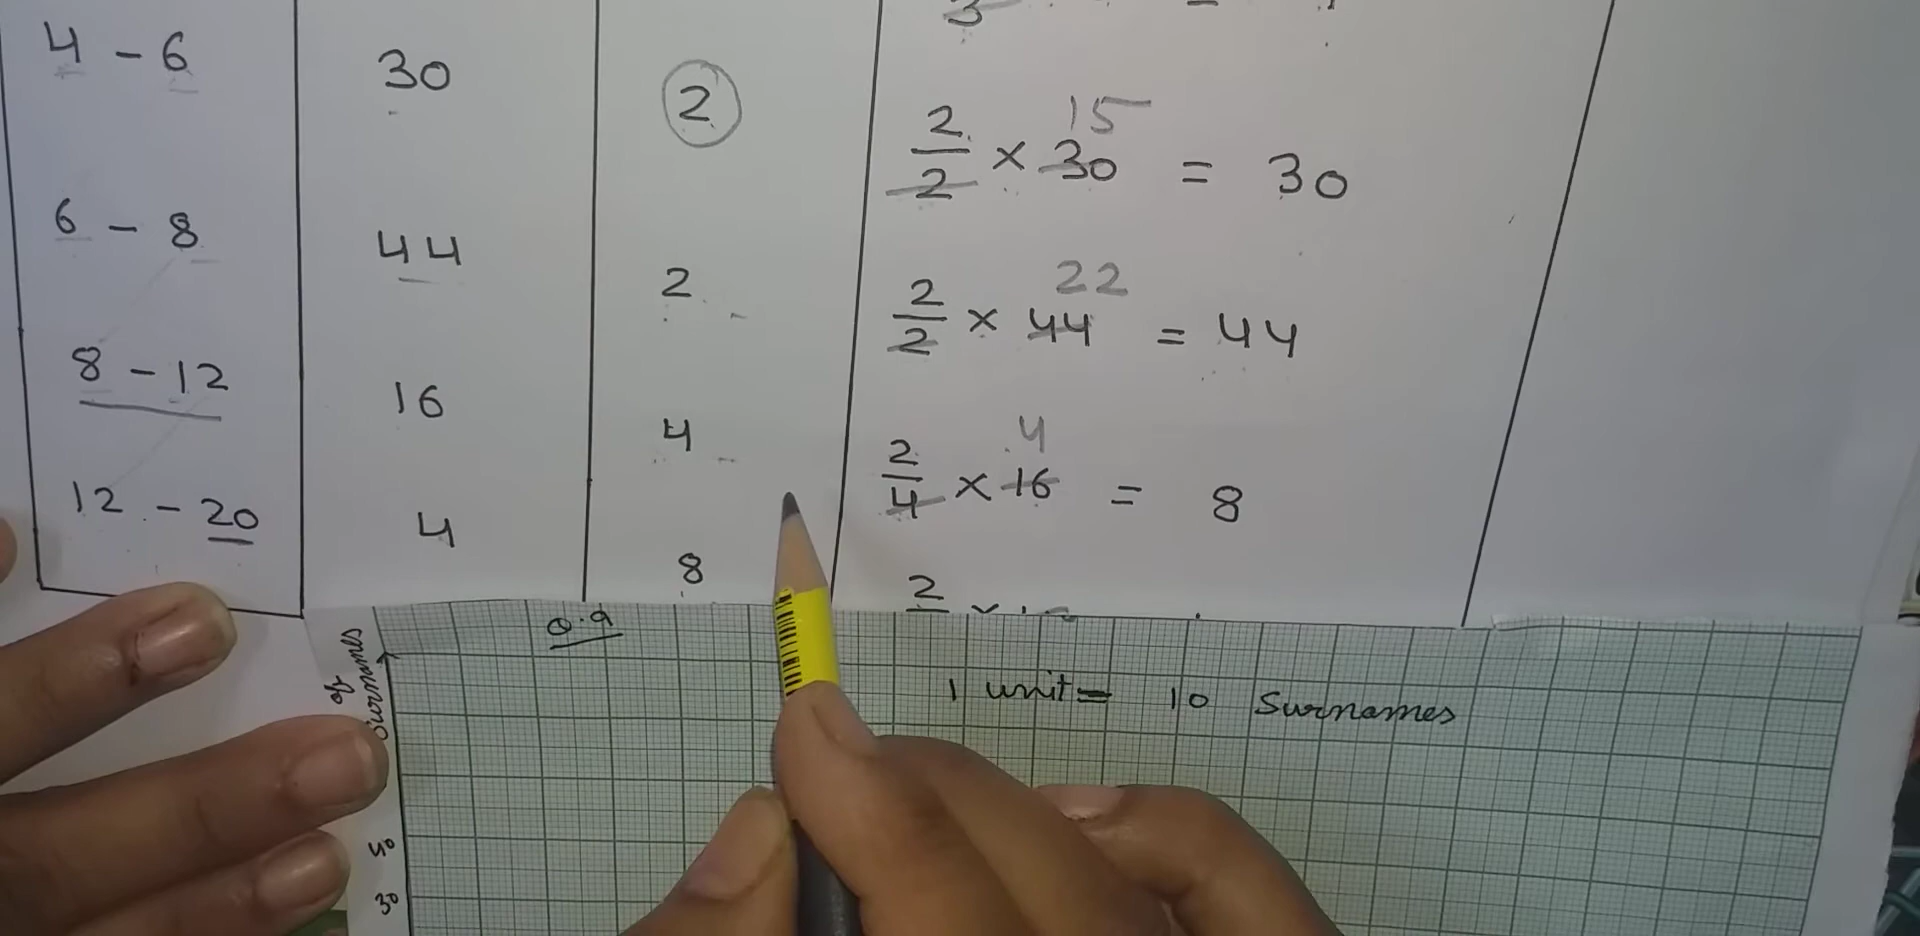 4 - 6 30 2 2/2 × 30 15 = 30
6 - 8 44 2 2/2 × 44 22 = 44
8 - 12 16 4 2/4 × 16 4 = 8
12 - 20 4 8 2
Q.9
of
Surnames
1 unit = 10 Surnames
40
30